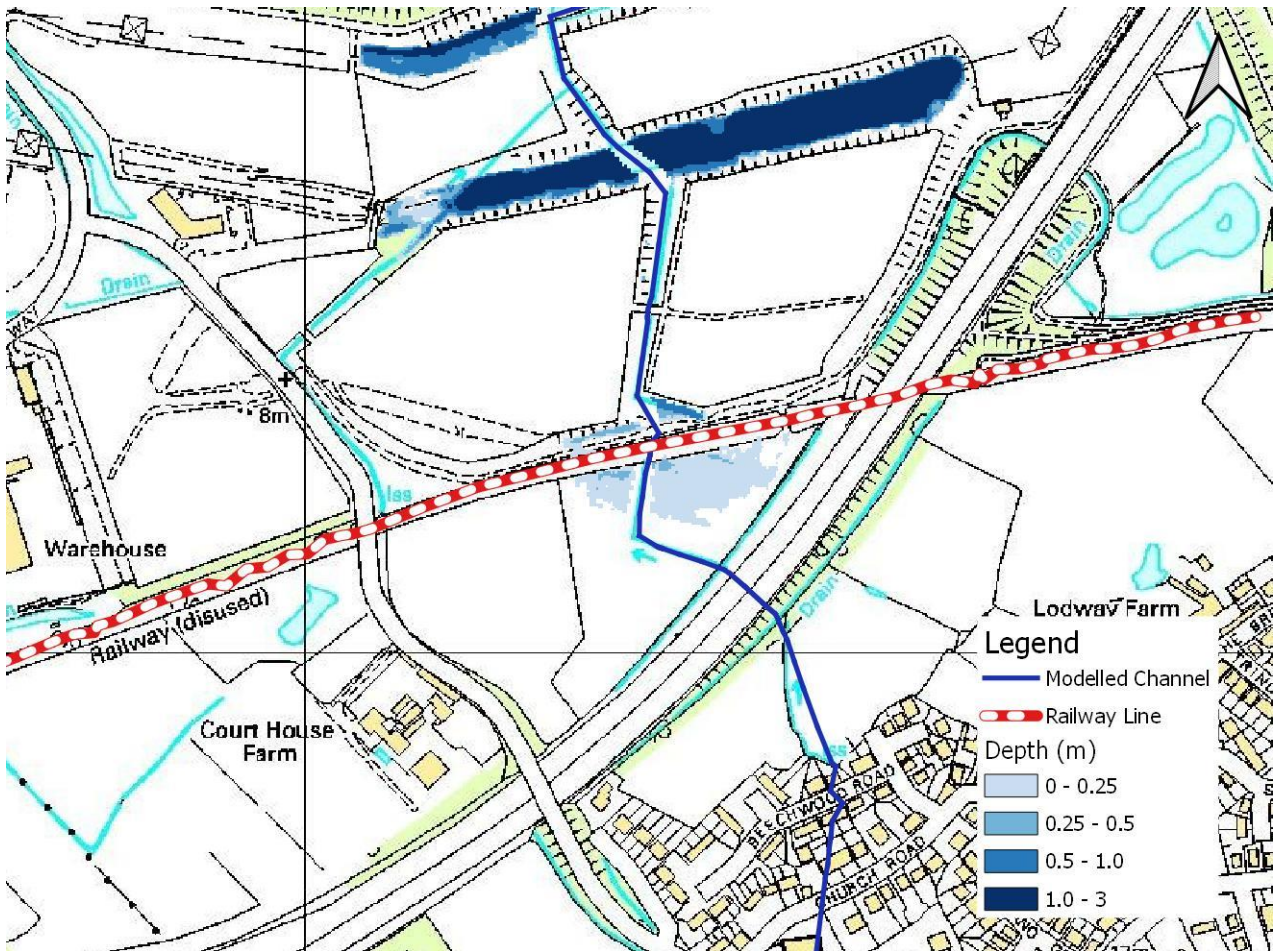 Drain
Drain
8m
Iss
Warehouse
Railway (disused)
Drain
Lodway Farm
Court House
Farm
BEECHWOOD ROAD
CHURCH ROAD
Legend
Modelled Channel
Railway Line
Depth (m)
0 - 0.25
0.25 - 0.5
0.5 - 1.0
1.0 - 3